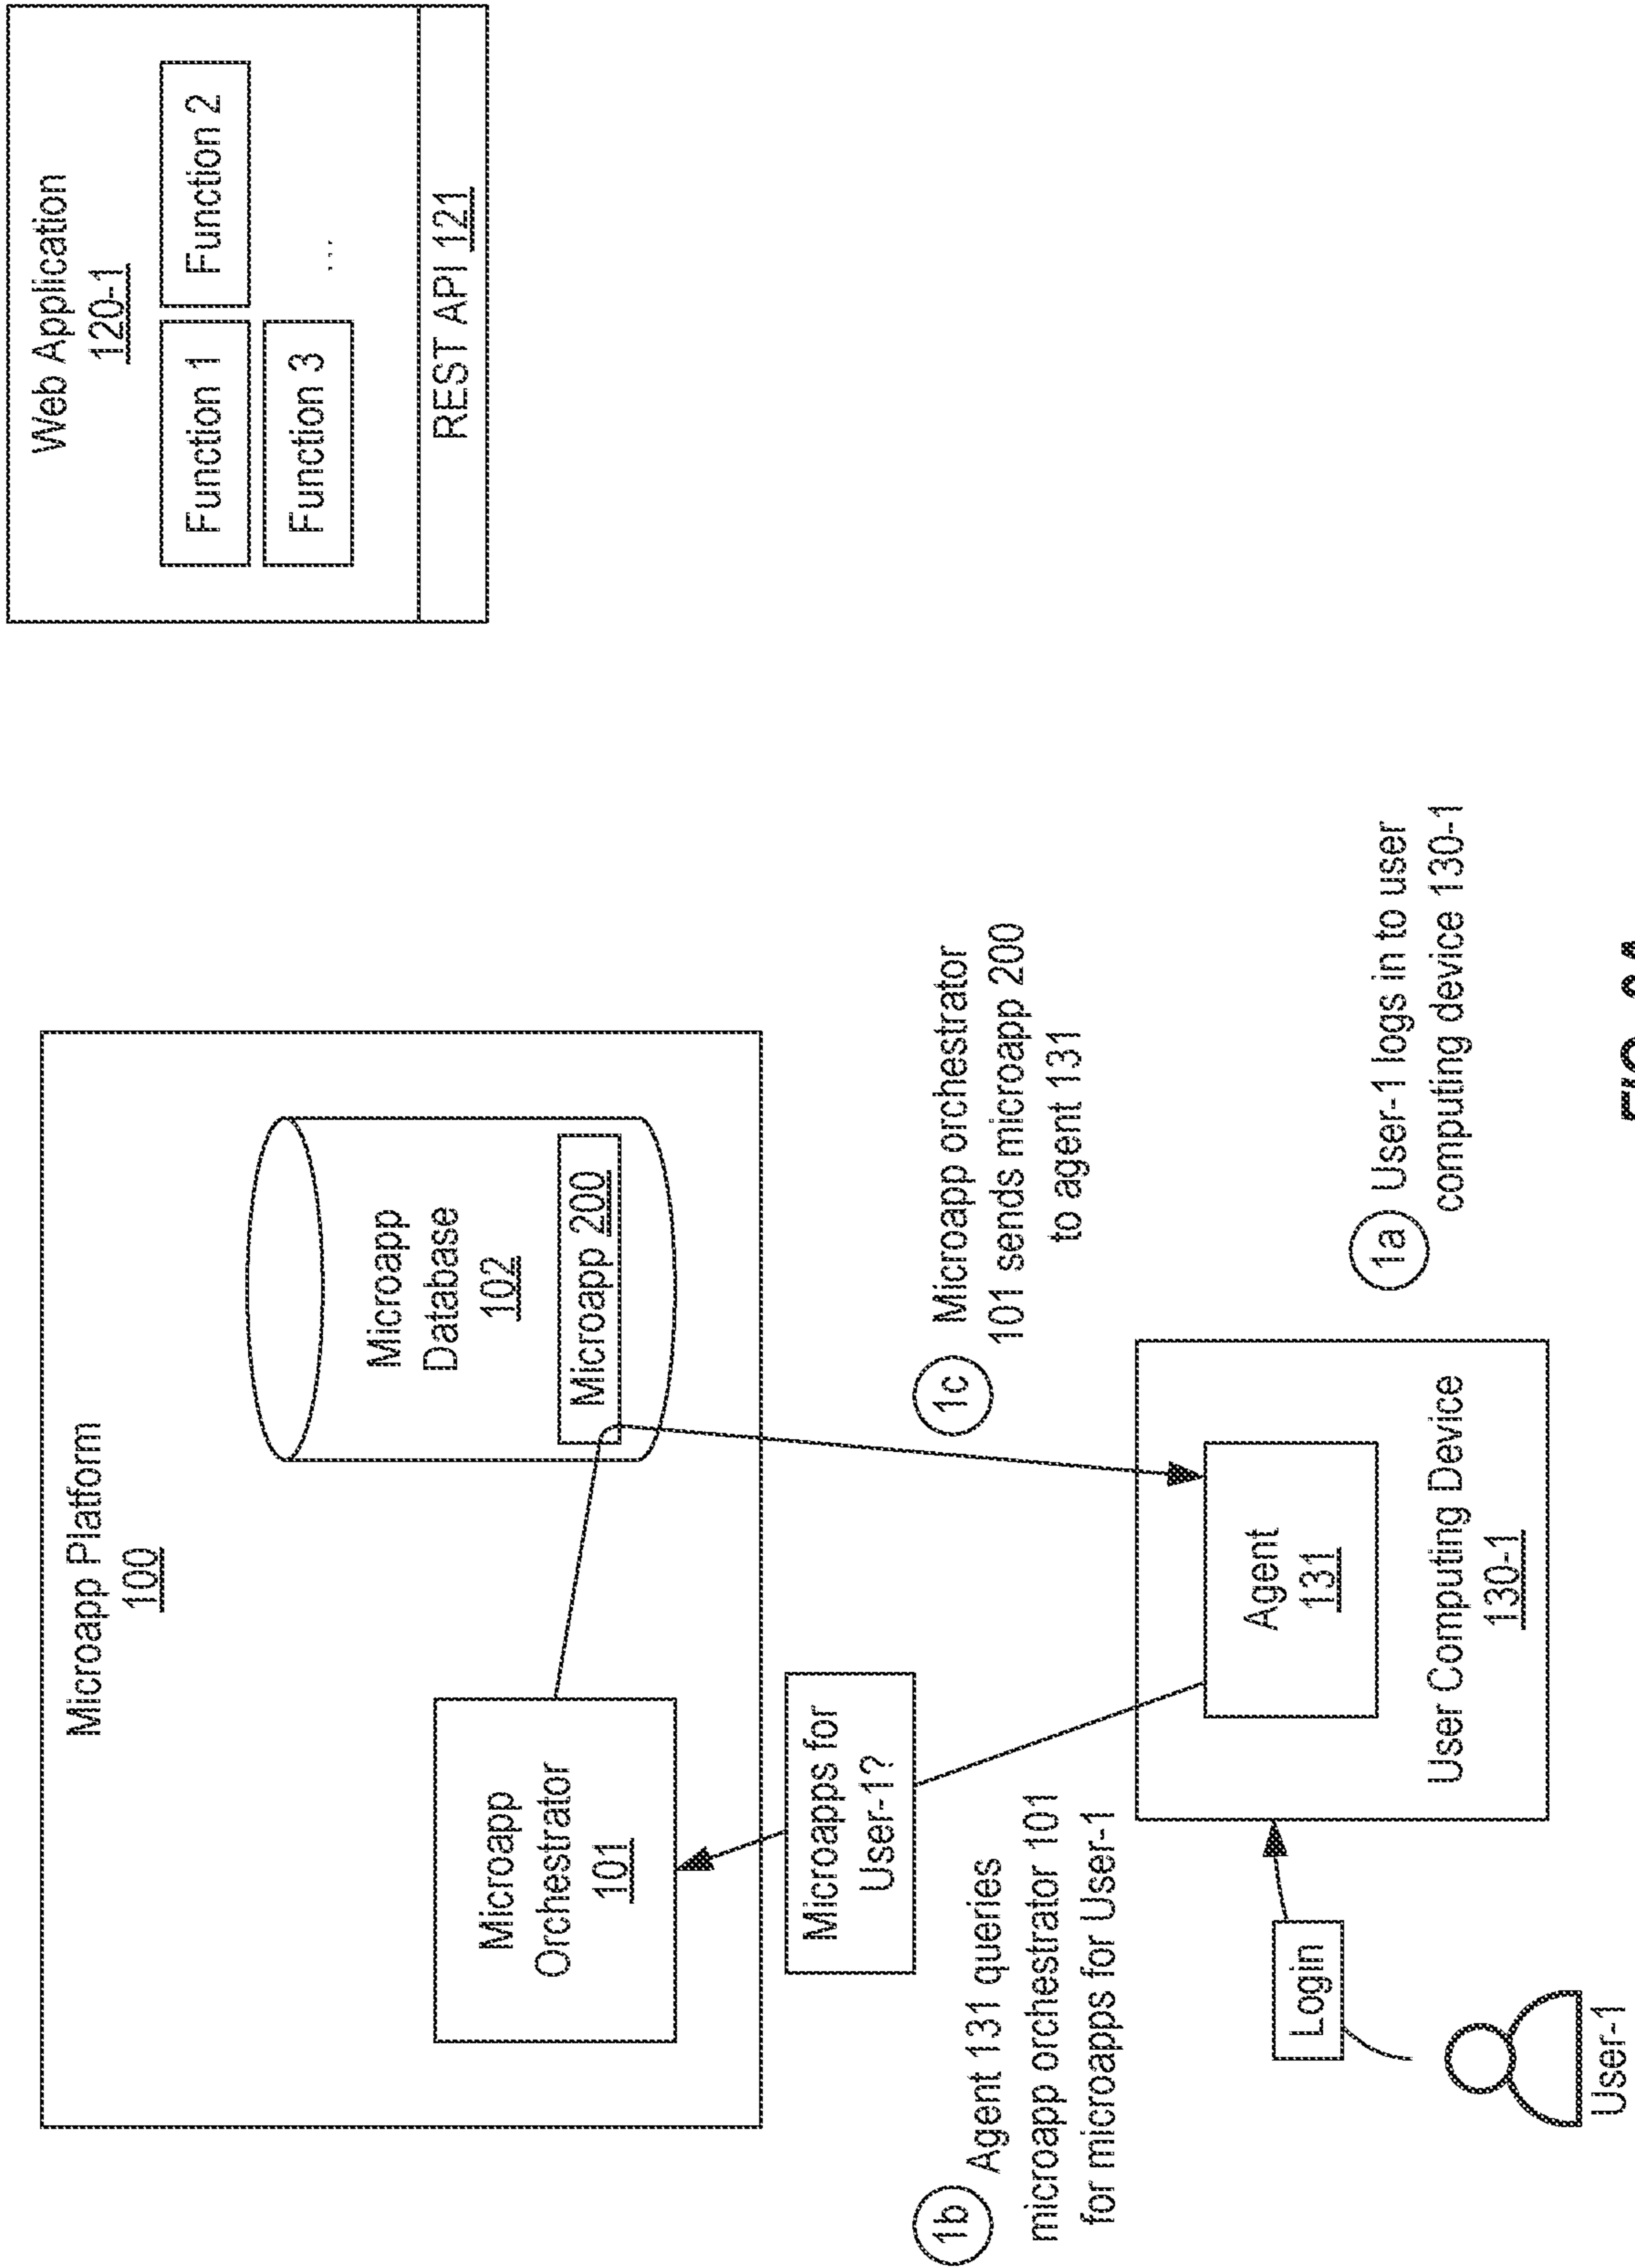 Microapp Platform
100
Microapp
Orchestrator
101
Microapp
Database
102
Microapp 200
Web Application
120-1
Function 1
Function 2
Function 3
...
REST API 121
Microapps for
User-1?
1b
Agent 131 queries
microapp orchestrator 101
for microapps for User-1
1c
Microapp orchestrator
101 sends microapp 200
to agent 131
Agent
131
User Computing Device
130-1
Login
User-1
1a
User-1 logs in to user
computing device 130-1